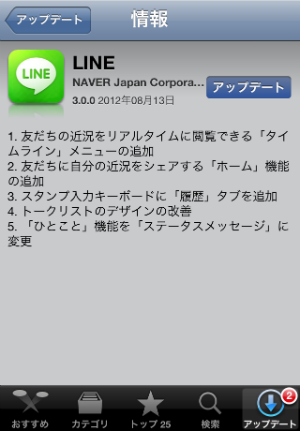 アップデート
情報
LINE
LINE
NAVER Japan Corpora...
3.0.0 2012年08月13日
アップデート
1. 友だちの近況をリアルタイムに閲覧できる「タ
イムライン」メニューの追加
2. 友だちに自分の近況をシェアする「ホーム」機能
の追加
3. スタンプ入力キーボードに「履歴」タブを追加
4. トークリストのデザインの改善
5. 「ひとこと」機能を「ステータスメッセージ」に
変更
おすすめ
カテゴリ
トップ 25
検索
2
アップデート